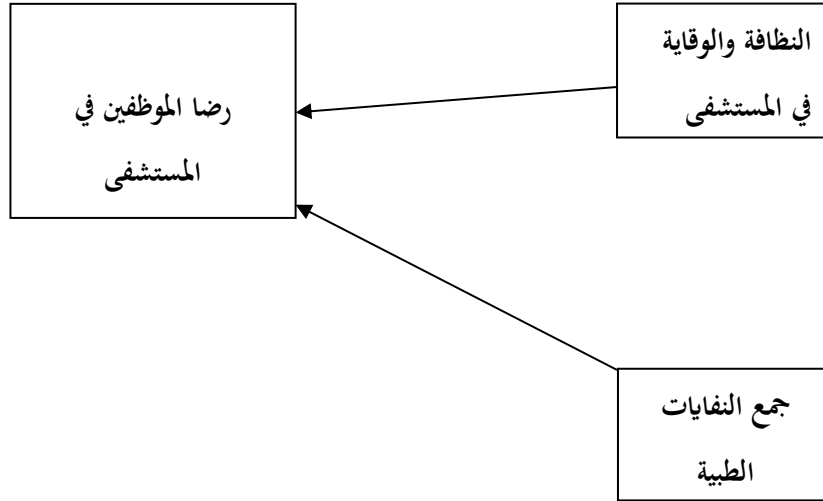 النظافة والوقاية
في المستشفى
رضا الموظفين في
المستشفى
جمع النفايات
الطبية